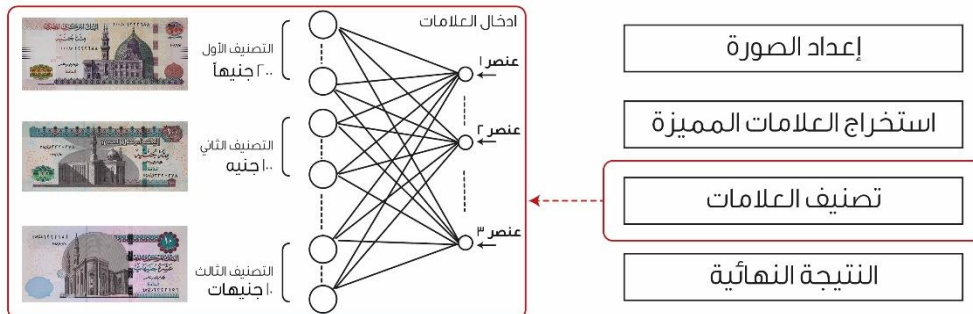 إعداد الصورة
استخراج العلامات المميزة
تصنيف العلامات
النتيجة النهائية
ادخال العلامات
عنصر ١
عنصر ٢
عنصر ٣
التصنيف الأول
٢٠٠ جنيهاً
التصنيف الثاني
١٠٠ جنيه
التصنيف الثالث
١٠ جنيهات